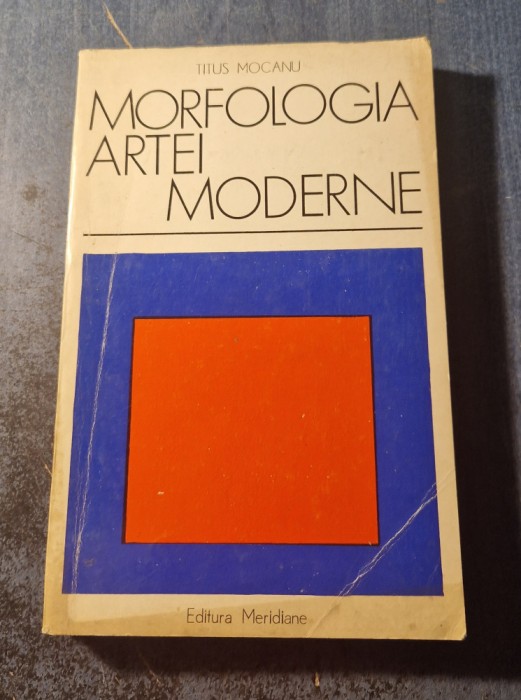 TITUS MOCANU
MORFOLOGIA
ARTEI
MODERNE
Editura Meridiane